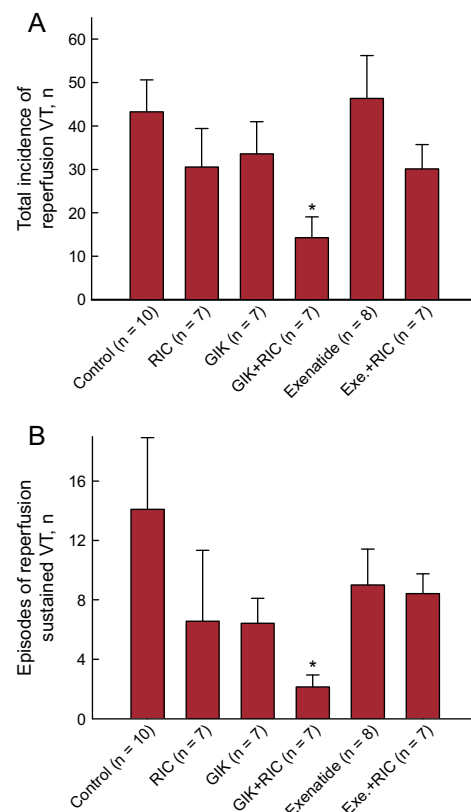 A
Total incidence of
reperfusion VT, n
60
50
40
30
20
10
0
*
Control (n = 10)
RIC (n = 7)
GIK (n = 7)
GIK+RIC (n = 7)
Exenatide (n = 8)
Exe.+RIC (n = 7)
B
Episodes of reperfusion
sustained VT, n
16
12
8
4
0
*
Control (n = 10)
RIC (n = 7)
GIK (n = 7)
GIK+RIC (n = 7)
Exenatide (n = 8)
Exe.+RIC (n = 7)